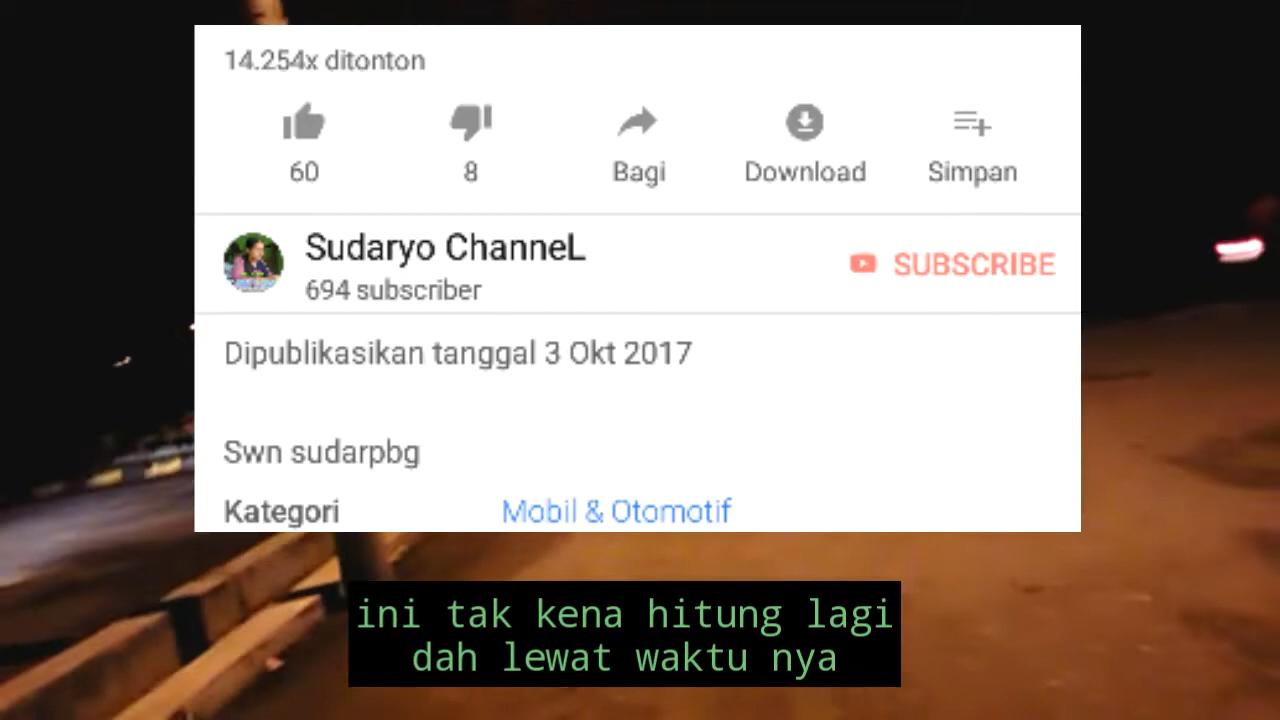 14.254x ditonton
60
8
Bagi
Download
Simpan
Sudaryo ChanneL
694 subscriber
SUBSCRIBE
Dipublikasikan tanggal 3 Okt 2017
Swn sudarpbg
Kategori
Mobil & Otomotif
ini tak kena hitung lagi
dah lewat waktu nya